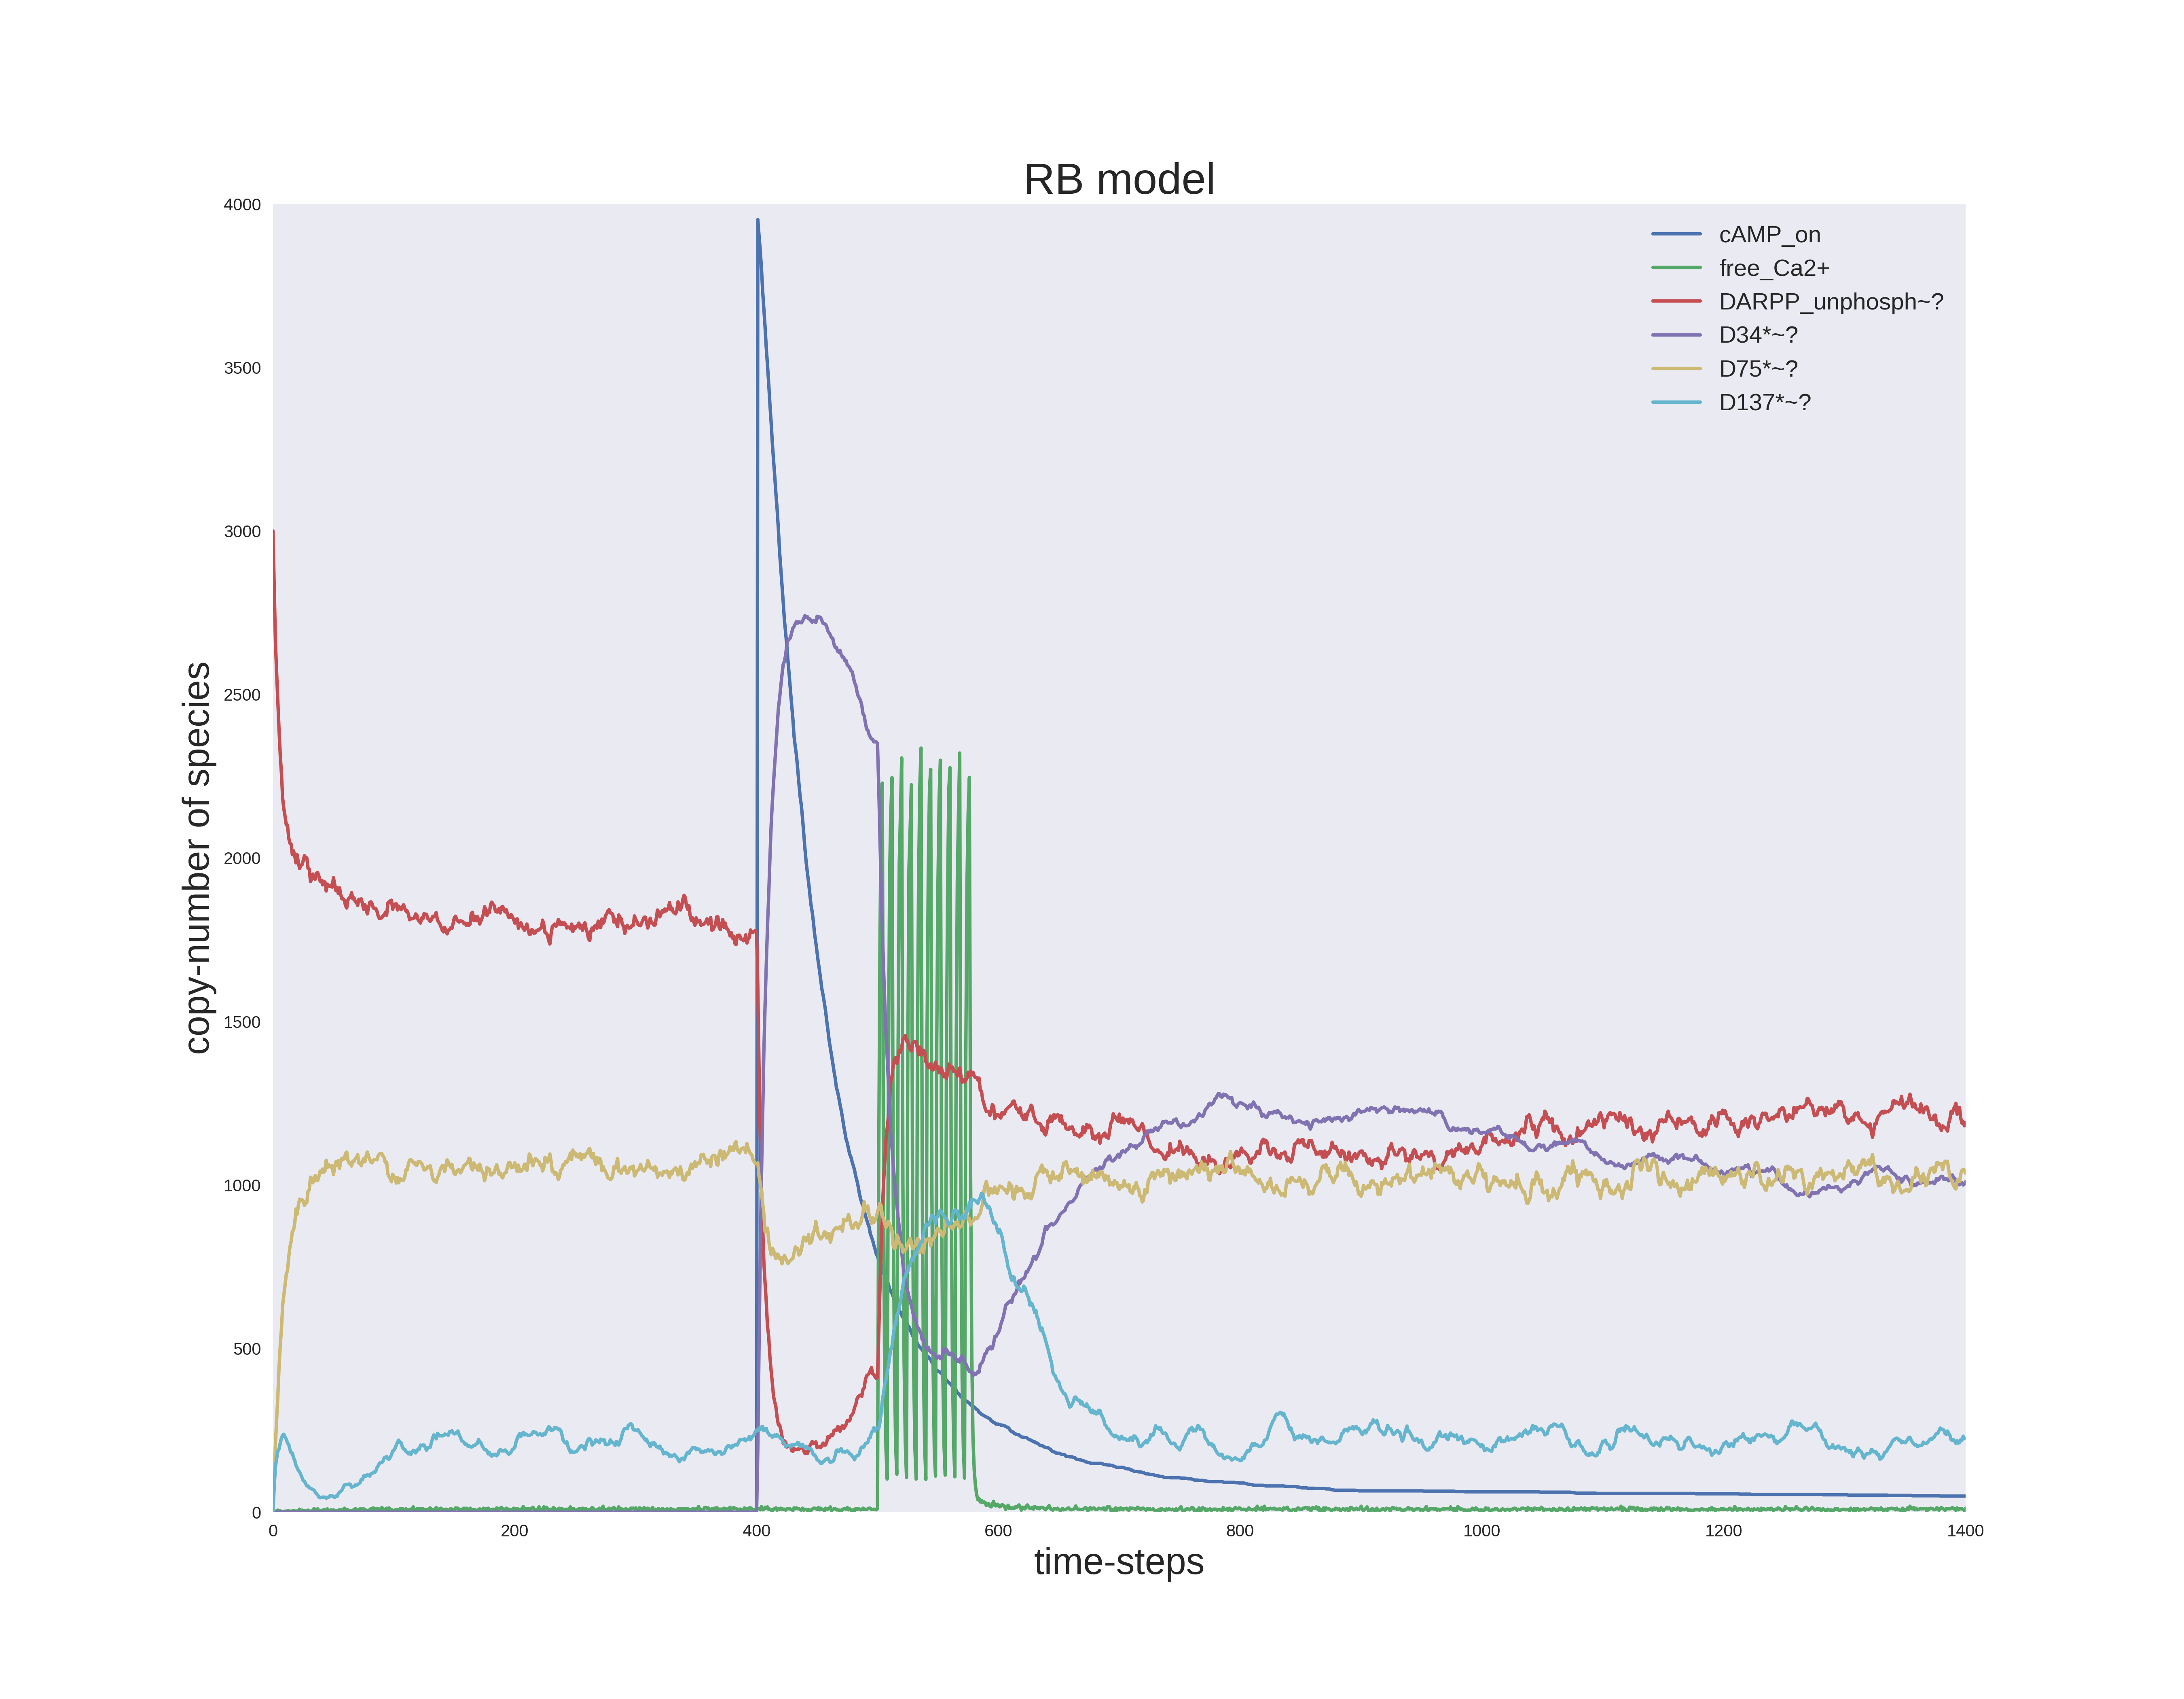 RB model
4000
3500
3000
2500
2000
1500
1000
500
0
copy-number of species
cAMP_on
free_Ca2+
DARPP_unphosph~?
D34*~?
D75*~?
D137*~?
0 200 400 600 800 1000 1200 1400
time-steps